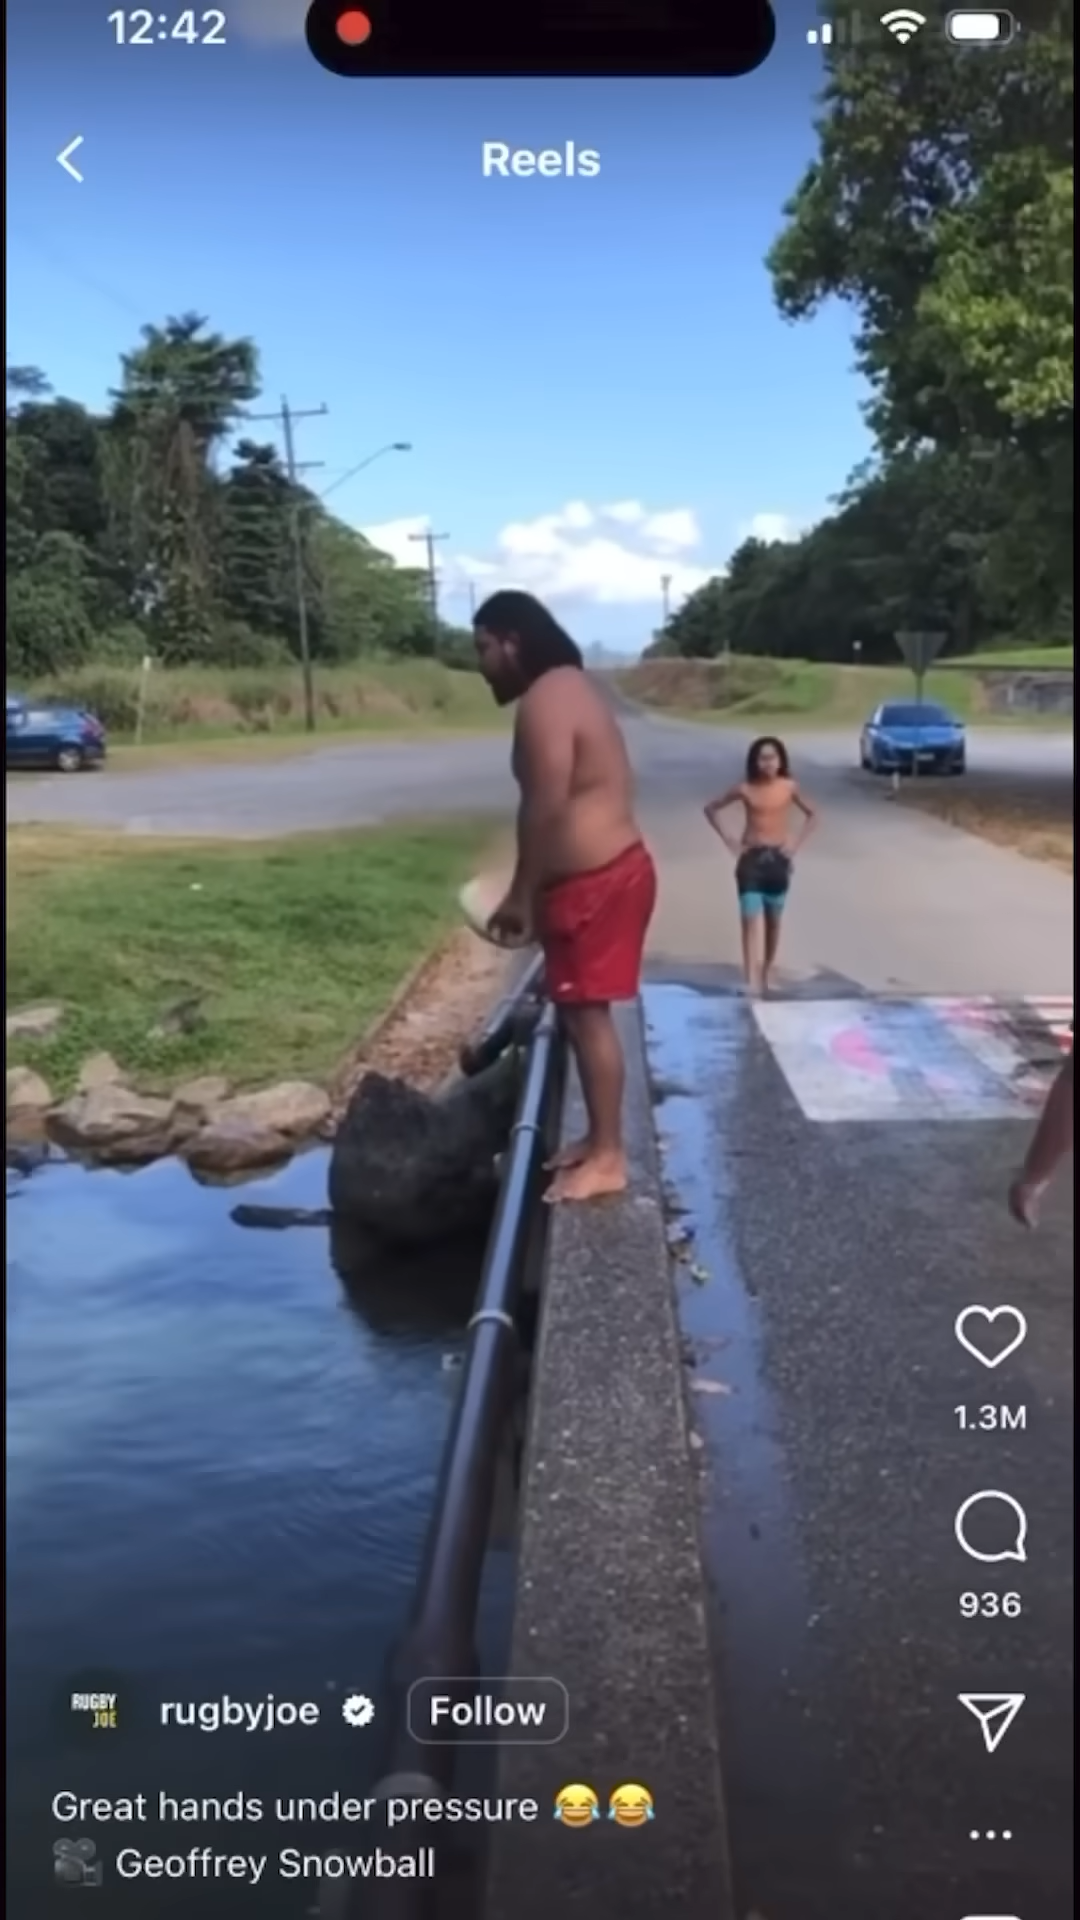 12:42
Reels
1.3M
936
RUGBY
JOE
rugbyjoe
Follow
Great hands under pressure 😂😂
🎥 Geoffrey Snowball